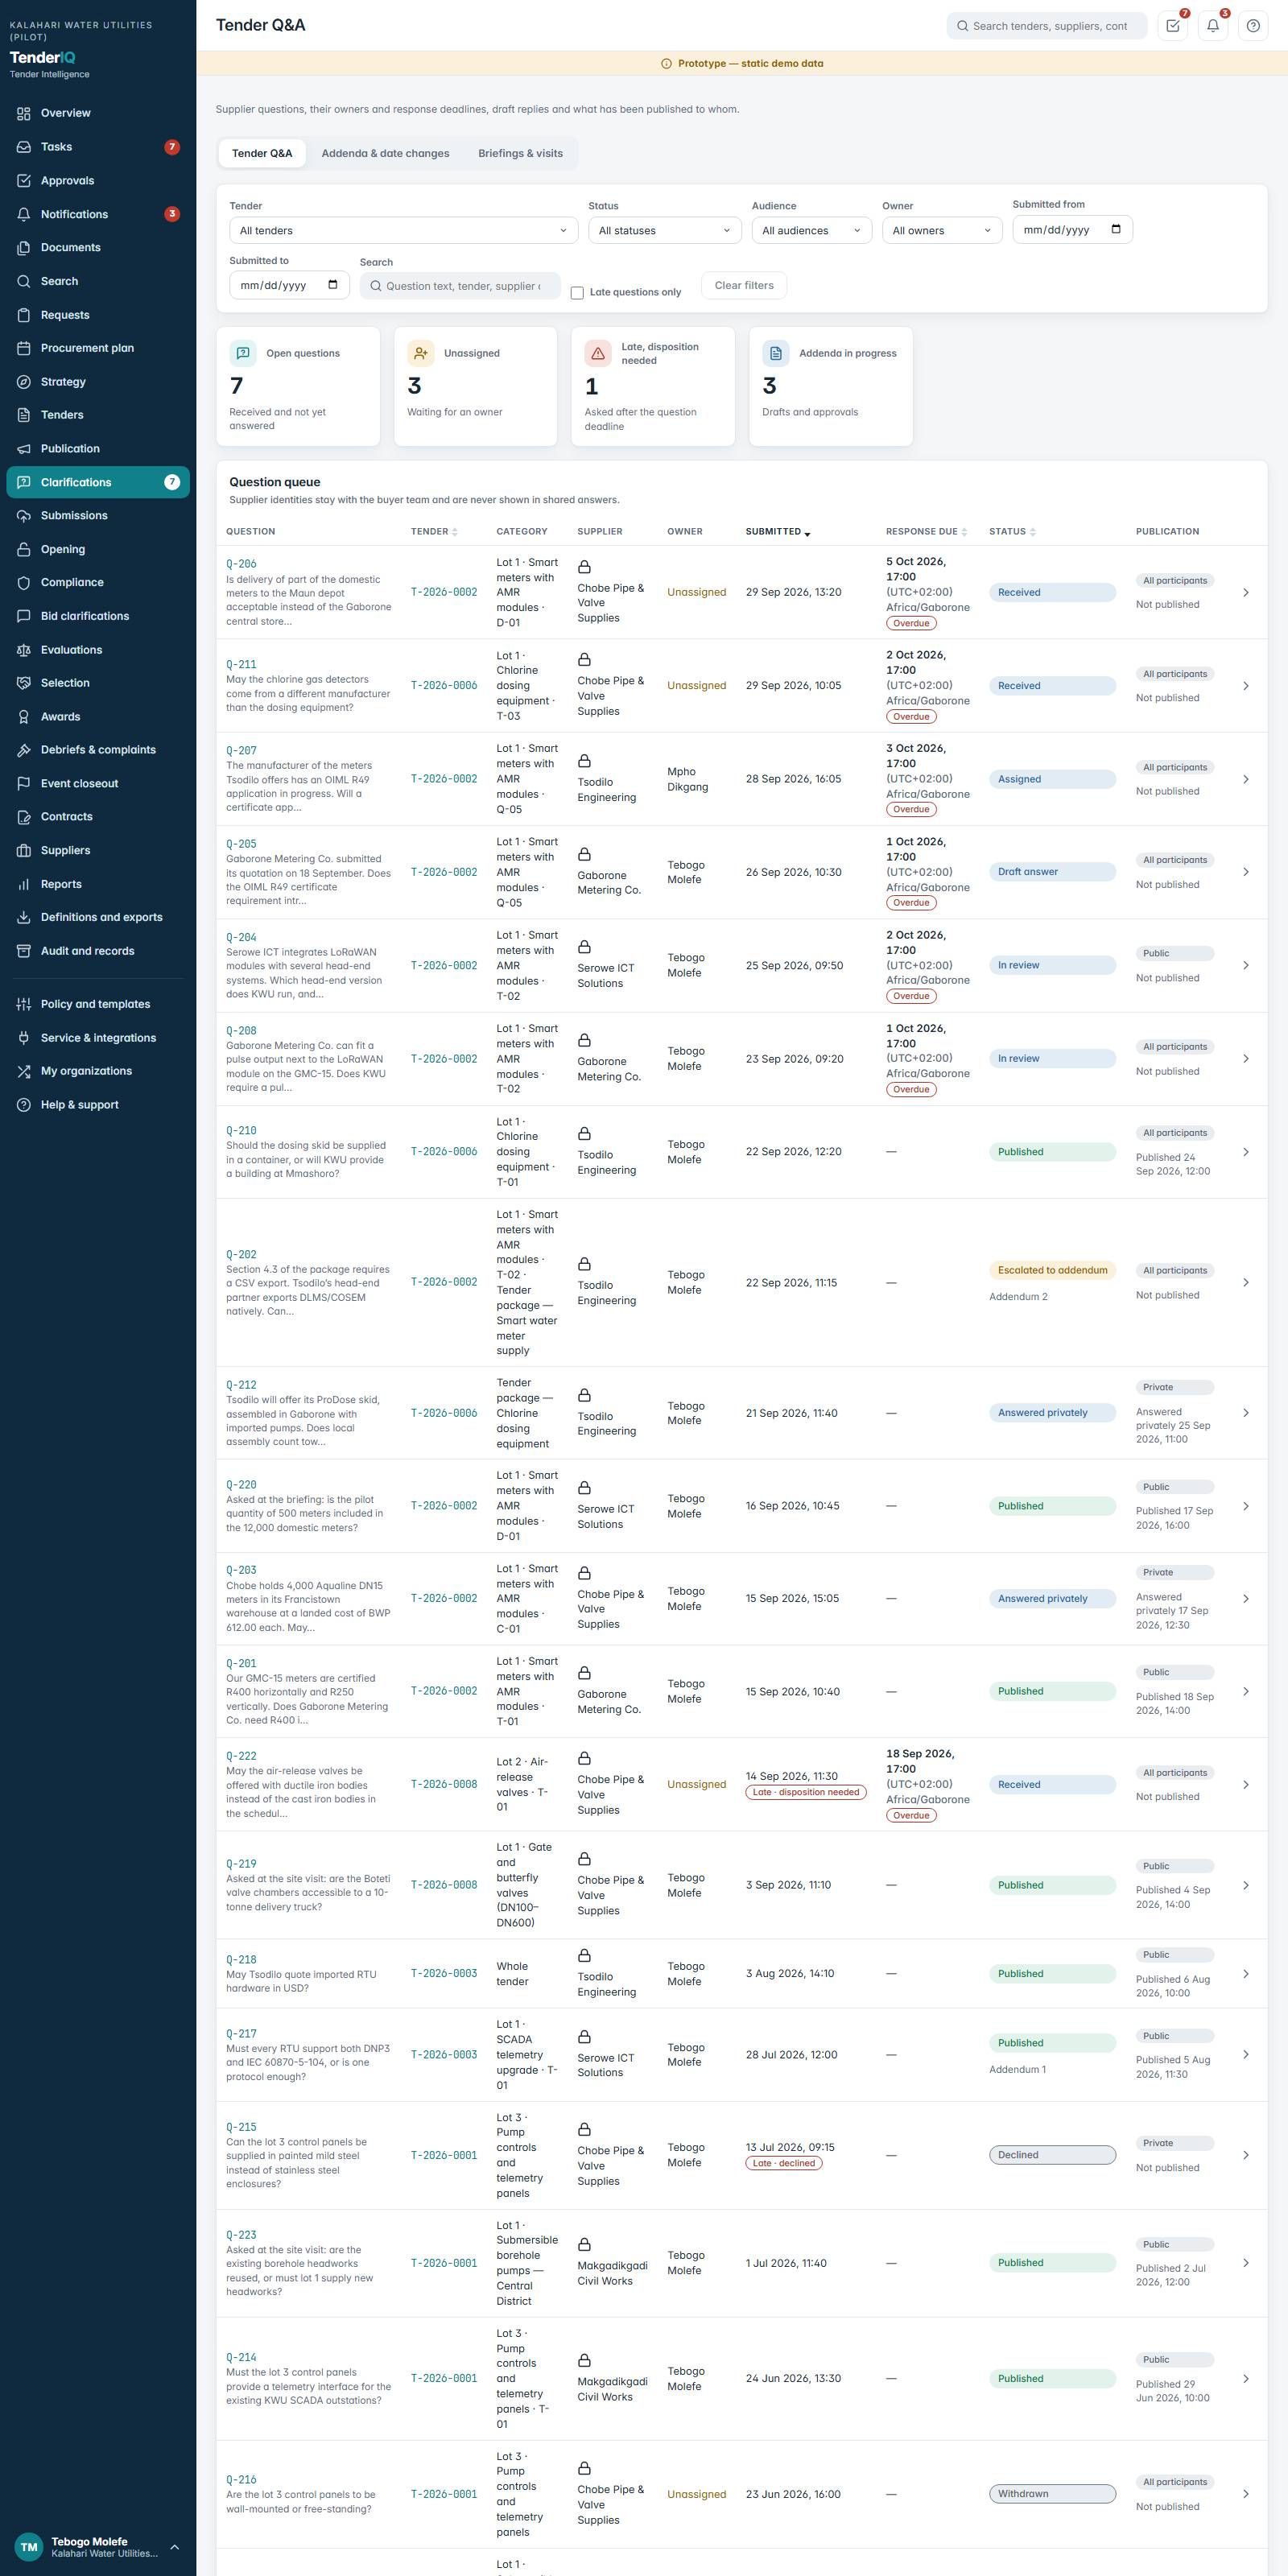 KALAHARI WATER UTILITIES
(PILOT)
TenderIQ
Tender Intelligence
Overview
Tasks 7
Approvals
Notifications 3
Documents
Search
Requests
Procurement plan
Strategy
Tenders
Publication
Clarifications 7
Submissions
Opening
Compliance
Bid clarifications
Evaluations
Selection
Awards
Debriefs & complaints
Event closeout
Contracts
Suppliers
Reports
Definitions and exports
Audit and records
Policy and templates
Service & integrations
My organizations
Help & support
TM
Tebogo Molefe
Kalahari Water Utilities...
Tender Q&A
Search tenders, suppliers, cont
7
3
Prototype — static demo data
Supplier questions, their owners and response deadlines, draft replies and what has been published to whom.
Tender Q&A Addenda & date changes Briefings & visits
Tender Status Audience Owner Submitted from
All tenders All statuses All audiences All owners mm/dd/yyyy
Submitted to Search
mm/dd/yyyy Question text, tender, supplier Late questions only Clear filters
Open questions
7
Received and not yet
answered
Unassigned
3
Waiting for an owner
Late, disposition
needed
1
Asked after the question
deadline
Addenda in progress
3
Drafts and approvals
Question queue
Supplier identities stay with the buyer team and are never shown in shared answers.
QUESTION TENDER CATEGORY SUPPLIER OWNER SUBMITTED RESPONSE DUE STATUS PUBLICATION
Q-206
Is delivery of part of the domestic
meters to the Maun depot
acceptable instead of the Gaborone
central store...
T-2026-0002
Lot 1 · Smart
meters with
AMR
modules ·
D-01
Chobe Pipe &
Valve
Supplies
Unassigned
29 Sep 2026, 13:20
5 Oct 2026,
17:00
(UTC+02:00)
Africa/Gaborone
Overdue
Received
All participants
Not published
Q-211
May the chlorine gas detectors
come from a different manufacturer
than the dosing equipment?
T-2026-0006
Lot 1 ·
Chlorine
dosing
equipment ·
T-03
Chobe Pipe &
Valve
Supplies
Unassigned
29 Sep 2026, 10:05
2 Oct 2026,
17:00
(UTC+02:00)
Africa/Gaborone
Overdue
Received
All participants
Not published
Q-207
The manufacturer of the meters
Tsodilo offers has an OIML R49
application in progress. Will a
certificate app...
T-2026-0002
Lot 1 · Smart
meters with
AMR
modules ·
Q-05
Tsodilo
Engineering
Mpho
Dikgang
28 Sep 2026, 16:05
3 Oct 2026,
17:00
(UTC+02:00)
Africa/Gaborone
Overdue
Assigned
All participants
Not published
Q-205
Gaborone Metering Co. submitted
its quotation on 18 September. Does
the OIML R49 certificate
requirement intr...
T-2026-0002
Lot 1 · Smart
meters with
AMR
modules ·
Q-05
Gaborone
Metering Co.
Tebogo
Molefe
26 Sep 2026, 10:30
1 Oct 2026,
17:00
(UTC+02:00)
Africa/Gaborone
Overdue
Draft answer
All participants
Not published
Q-204
Serowe ICT integrates LoRaWAN
modules with several head-end
systems. Which head-end version
does KWU run, and...
T-2026-0002
Lot 1 · Smart
meters with
AMR
modules ·
T-02
Serowe ICT
Solutions
Tebogo
Molefe
25 Sep 2026, 09:50
2 Oct 2026,
17:00
(UTC+02:00)
Africa/Gaborone
Overdue
In review
Public
Not published
Q-208
Gaborone Metering Co. can fit a
pulse output next to the LoRaWAN
module on the GMC-15. Does KWU
require a pul...
T-2026-0002
Lot 1 · Smart
meters with
AMR
modules ·
T-02
Gaborone
Metering Co.
Tebogo
Molefe
23 Sep 2026, 09:20
1 Oct 2026,
17:00
(UTC+02:00)
Africa/Gaborone
Overdue
In review
All participants
Not published
Q-210
Should the dosing skid be supplied
in a container, or will KWU provide
a building at Mmashoro?
T-2026-0006
Lot 1 ·
Chlorine
dosing
equipment ·
T-01
Tsodilo
Engineering
Tebogo
Molefe
22 Sep 2026, 12:20
—
Published
All participants
Published 24
Sep 2026, 12:00
Q-202
Section 4.3 of the package requires
a CSV export. Tsodilo's head-end
partner exports DLMS/COSEM
natively. Can...
T-2026-0002
Lot 1 · Smart
meters with
AMR
modules ·
T-02 ·
Tender
package —
Smart water
meter
supply
Tsodilo
Engineering
Tebogo
Molefe
22 Sep 2026, 11:15
—
Escalated to addendum
Addendum 2
All participants
Not published
Q-212
Tsodilo will offer its ProDose skid,
assembled in Gaborone with
imported pumps. Does local
assembly count tow...
T-2026-0006
Tender
package —
Chlorine
dosing
equipment
Tsodilo
Engineering
Tebogo
Molefe
21 Sep 2026, 11:40
—
Answered privately
Private
Answered
privately 25 Sep
2026, 11:00
Q-220
Asked at the briefing: is the pilot
quantity of 500 meters included in
the 12,000 domestic meters?
T-2026-0002
Lot 1 · Smart
meters with
AMR
modules ·
D-01
Serowe ICT
Solutions
Tebogo
Molefe
16 Sep 2026, 10:45
—
Published
Public
Published 17 Sep
2026, 16:00
Q-203
Chobe holds 4,000 Aqualine DN15
meters in its Francistown
warehouse at a landed cost of BWP
612.00 each. May...
T-2026-0002
Lot 1 · Smart
meters with
AMR
modules ·
C-01
Chobe Pipe &
Valve
Supplies
Tebogo
Molefe
15 Sep 2026, 15:05
—
Answered privately
Private
Answered
privately 17 Sep
2026, 12:30
Q-201
Our GMC-15 meters are certified
R400 horizontally and R250
vertically. Does Gaborone Metering
Co. need R400 i...
T-2026-0002
Lot 1 · Smart
meters with
AMR
modules ·
T-01
Gaborone
Metering Co.
Tebogo
Molefe
15 Sep 2026, 10:40
—
Published
Public
Published 18 Sep
2026, 14:00
Q-222
May the air-release valves be
offered with ductile iron bodies
instead of the cast iron bodies in
the schedul...
T-2026-0008
Lot 2 · Air-
release
valves · T-
01
Chobe Pipe &
Valve
Supplies
Unassigned
14 Sep 2026, 11:30
Late · disposition needed
18 Sep 2026,
17:00
(UTC+02:00)
Africa/Gaborone
Overdue
Received
All participants
Not published
Q-219
Asked at the site visit: are the Boteti
valve chambers accessible to a 10-
tonne delivery truck?
T-2026-0008
Lot 1 · Gate
and
butterfly
valves
(DN100–
DN600)
Chobe Pipe &
Valve
Supplies
Tebogo
Molefe
3 Sep 2026, 11:10
—
Published
Public
Published 4 Sep
2026, 14:00
Q-218
May Tsodilo quote imported RTU
hardware in USD?
T-2026-0003
Whole
tender
Tsodilo
Engineering
Tebogo
Molefe
3 Aug 2026, 14:10
—
Published
Public
Published 6 Aug
2026, 10:00
Q-217
Must every RTU support both DNP3
and IEC 60870-5-104, or is one
protocol enough?
T-2026-0003
Lot 1 ·
SCADA
telemetry
upgrade · T-
01
Serowe ICT
Solutions
Tebogo
Molefe
28 Jul 2026, 12:00
—
Published
Addendum 1
Public
Published 5 Aug
2026, 11:30
Q-215
Can the lot 3 control panels be
supplied in painted mild steel
instead of stainless steel
enclosures?
T-2026-0001
Lot 3 ·
Pump
controls
and
telemetry
panels
Chobe Pipe &
Valve
Supplies
Tebogo
Molefe
13 Jul 2026, 09:15
Late · declined
—
Declined
Private
Not published
Q-223
Asked at the site visit: are the
existing borehole headworks
reused, or must lot 1 supply new
headworks?
T-2026-0001
Lot 1 ·
Submersible
borehole
pumps —
Central
District
Makgadikgadi
Civil Works
Tebogo
Molefe
1 Jul 2026, 11:40
—
Published
Public
Published 2 Jul
2026, 12:00
Q-214
Must the lot 3 control panels
provide a telemetry interface for the
existing KWU SCADA outstations?
T-2026-0001
Lot 3 ·
Pump
controls
and
telemetry
panels · T-
01
Makgadikgadi
Civil Works
Tebogo
Molefe
24 Jun 2026, 13:30
—
Published
Public
Published 29
Jun 2026, 10:00
Q-216
Are the lot 3 control panels to be
wall-mounted or free-standing?
T-2026-0001
Lot 3 ·
Pump
controls
and
telemetry
panels
Chobe Pipe &
Valve
Supplies
Unassigned
23 Jun 2026, 16:00
—
Withdrawn
All participants
Not published
Lot 1 ·